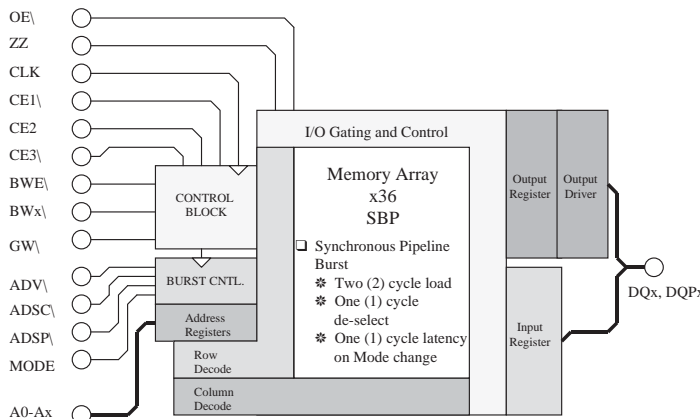 OE\
ZZ
CLK
CE1\
CE2
CE3\
BWE\
BWx\
GW\
ADV\
ADSC\
ADSP\
MODE
A0-Ax
CONTROL
BLOCK
BURST CNTL.
Address
Registers
Row
Decode
Column
Decode
I/O Gating and Control
Memory Array
x36
SBP
❑ Synchronous Pipeline
Burst
✽ Two (2) cycle load
✽ One (1) cycle
de-select
✽ One (1) cycle latency
on Mode change
Output
Register
Output
Driver
Input
Register
DQx, DQPx